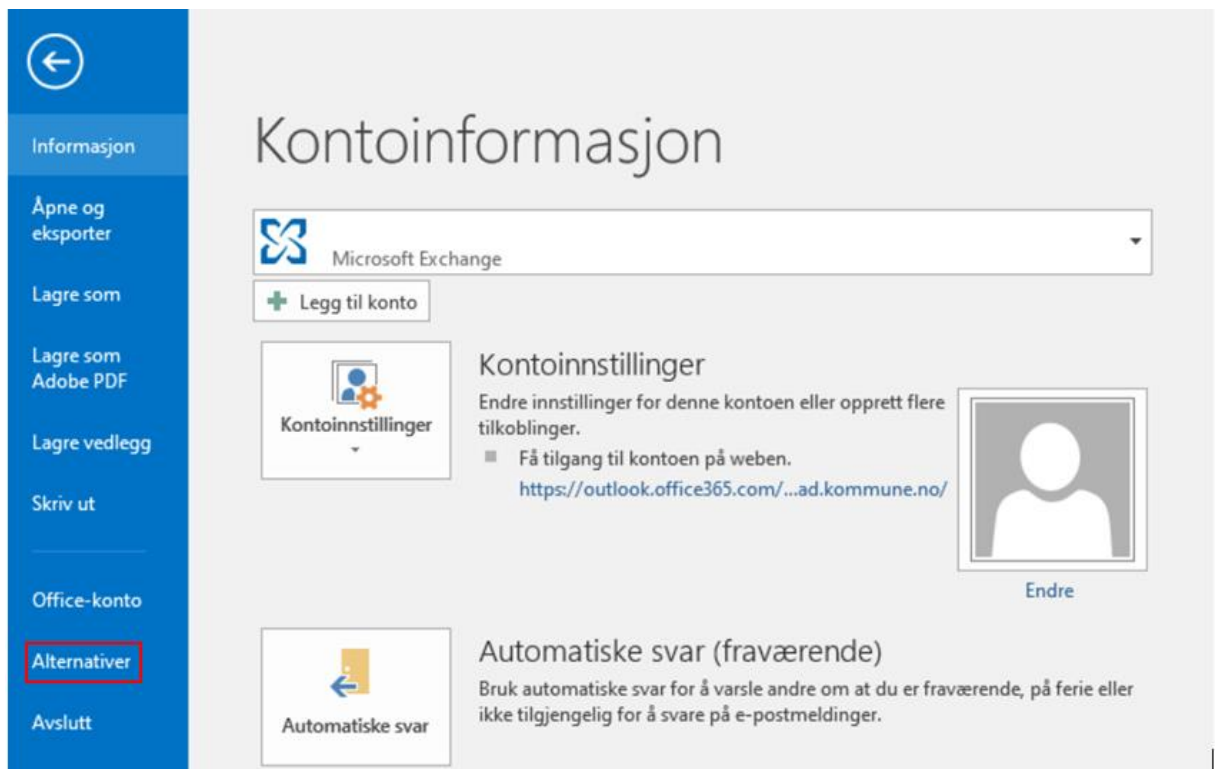 Informasjon
Åpne og
eksporter
Lagre som
Lagre som
Adobe PDF
Lagre vedlegg
Skriv ut
Office-konto
Alternativer
Avslutt
Kontoinformasjon
Microsoft Exchange
Legg til konto
Kontoinnstillinger
Kontoinnstillinger
Endre innstillinger for denne kontoen eller opprett flere
tilkoblinger.
Få tilgang til kontoen på weben.
https://outlook.office365.com/...ad.kommune.no/
Endre
Automatiske svar
Automatiske svar (fraværende)
Bruk automatiske svar for å varsle andre om at du er fraværende, på ferie eller
ikke tilgjengelig for å svare på e-postmeldinger.